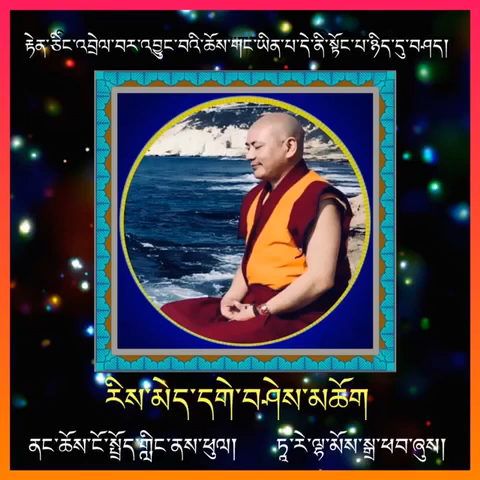 རྟེན་ཅིང་འབྲེལ་བར་འབྱུང་བའི་ཆོས་གང་ཡིན་པ་དེ་ནི་སྟོང་པ་ཉིད་དུ་བཤད།
རིས་མེད་དགེ་བཤེས་མཆོག
ནང་ཆོས་ངོ་སྤྲོད་གླིང་ནས་ཕུལ། ཏཱ་རེ་ལྷ་མོས་སྒྲ་ཕབ་ཞུས།